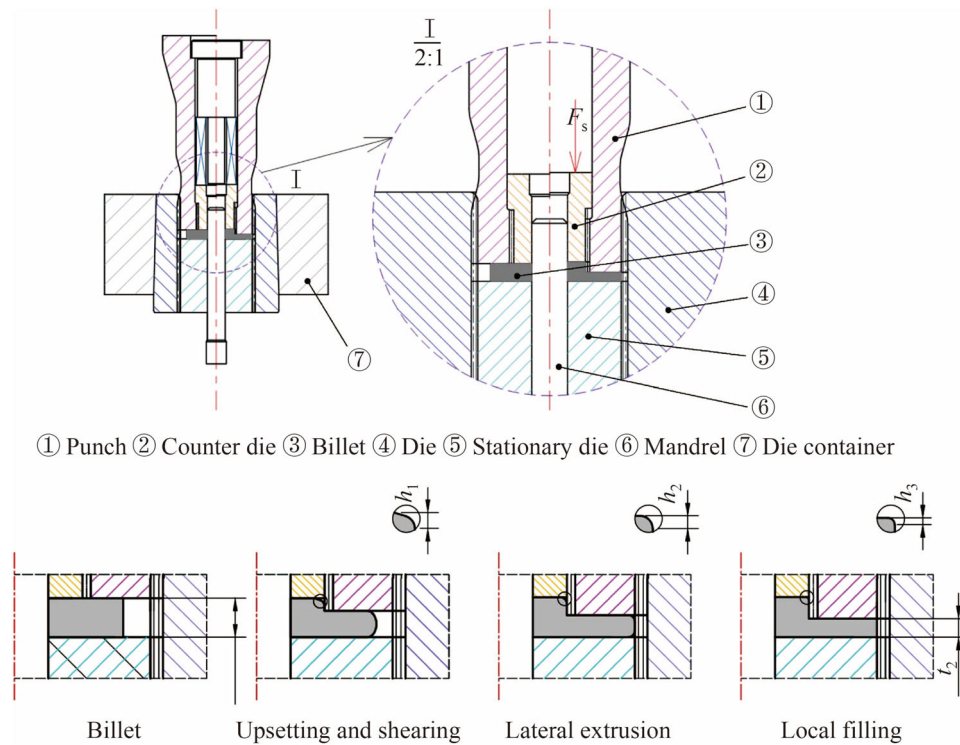 I
I
2:1
Fs
①
②
③
④
⑤
⑥
⑦
① Punch ② Counter die ③ Billet ④ Die ⑤ Stationary die ⑥ Mandrel ⑦ Die container
h1
h2
h3
t2
Billet
Upsetting and shearing
Lateral extrusion
Local filling